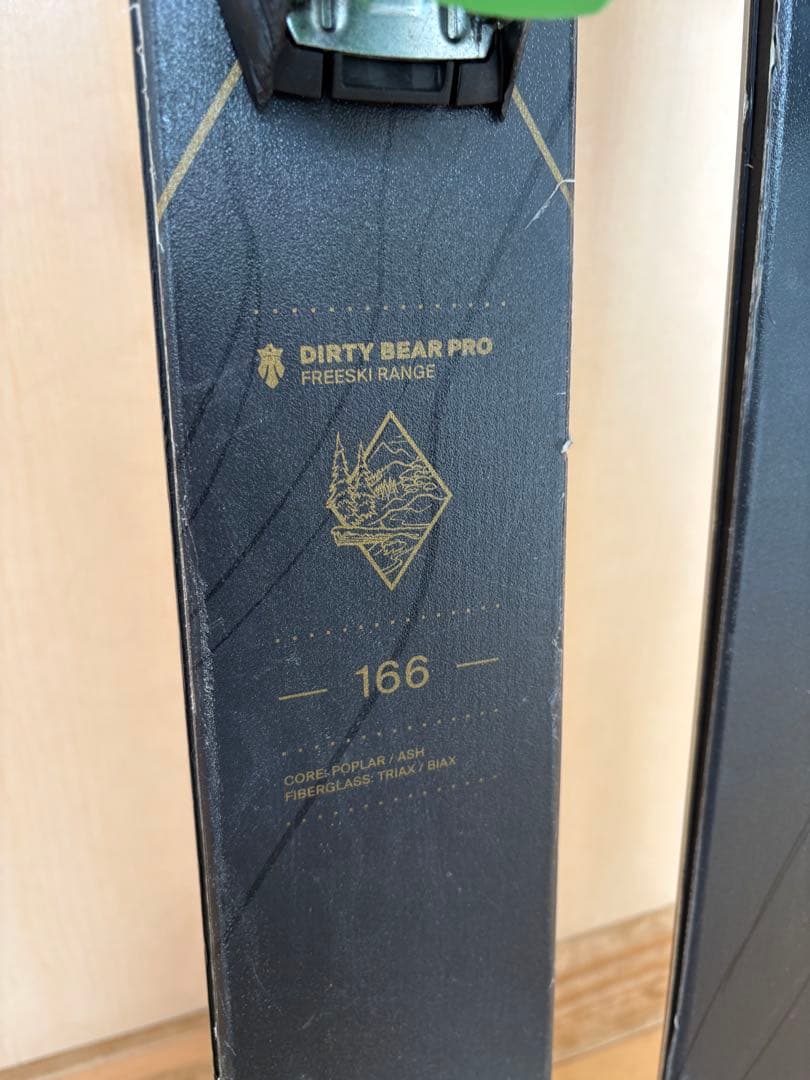 DIRTY BEAR PRO
FREESKI RANGE
166
CORE: POPLAR / ASH
FIBERGLASS: TRIAX / BIAX